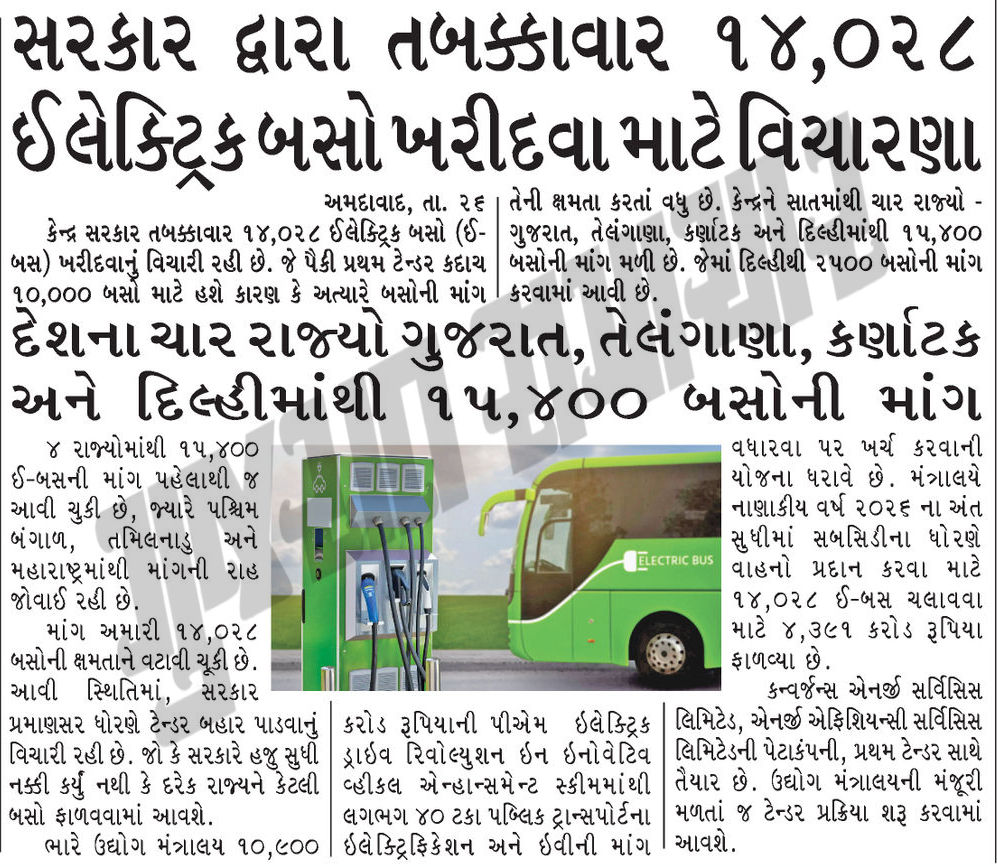 સરકાર દ્વારા તબક્કાવાર ૧૪,૦૨૮
ઈલેક્ટ્રિક બસો ખરીદવા માટે વિચારણા
અમદાવાદ, તા. ૨૬
કેન્દ્ર સરકાર તબક્કાવાર ૧૪,૦૨૮ ઈલેક્ટ્રિક બસો (ઈ-
બસ) ખરીદવાનું વિચારી રહી છે. જે પૈકી પ્રથમ ટેન્ડર કદાચ
૧૦,૦૦૦ બસો માટે હશે કારણ કે અત્યારે બસોની માંગ
તેની ક્ષમતા કરતાં વધુ છે. કેન્દ્રને સાતમાંથી ચાર રાજ્યો -
ગુજરાત, તેલંગાણા, કર્ણાટક અને દિલ્હીમાંથી ૧૫,૪૦૦
બસોની માંગ મળી છે. જેમાં દિલ્હીથી ૨૫૦૦ બસોની માંગ
કરવામાં આવી છે.
દેશના ચાર રાજ્યો ગુજરાત, તેલંગાણા, કર્ણાટક
અને દિલ્હીમાંથી ૧૫,૪૦૦ બસોની માંગ
૪ રાજ્યોમાંથી ૧૫,૪૦૦
ઈ-બસની માંગ પહેલાથી જ
આવી ચુકી છે, જ્યારે પશ્ચિમ
બંગાળ, તમિલનાડુ અને
મહારાષ્ટ્રમાંથી માંગની રાહ
જોવાઈ રહી છે.
માંગ અમારી ૧૪,૦૨૮
બસોની ક્ષમતાને વટાવી ચૂકી છે.
આવી સ્થિતિમાં, સરકાર
પ્રમાણસર ધોરણે ટેન્ડર બહાર પાડવાનું
વિચારી રહી છે. જો કે સરકારે હજુ સુધી
નક્કી કર્યું નથી કે દરેક રાજ્યને કેટલી
બસો ફાળવવામાં આવશે.
ભારે ઉદ્યોગ મંત્રાલય ૧૦,૯૦૦
ELECTRIC BUS
કરોડ રૂપિયાની પીએમ ઇલેક્ટ્રિક
ડ્રાઇવ રિવોલ્યુશન ઇન ઇનોવેટિવ
વ્હીકલ એન્હાન્સમેન્ટ સ્કીમમાંથી
લગભગ ૪૦ ટકા પબ્લિક ટ્રાન્સપોર્ટના
ઇલેક્ટ્રિફિકેશન અને ઇવીની માંગ
વધારવા પર ખર્ચ કરવાની
યોજના ધરાવે છે. મંત્રાલયે
નાણાકીય વર્ષ ૨૦૨૬ ના અંત
સુધીમાં સબસિડીના ધોરણે
વાહનો પ્રદાન કરવા માટે
૧૪,૦૨૮ ઈ-બસ ચલાવવા
માટે ૪,૩૯૧ કરોડ રૂપિયા
ફાળવ્યા છે.
કન્વર્જન્સ એનર્જી સર્વિસિસ
લિમિટેડ, એનર્જી એફિશિયન્સી સર્વિસિસ
લિમિટેડની પેટાકંપની, પ્રથમ ટેન્ડર સાથે
તૈયાર છે. ઉદ્યોગ મંત્રાલયની મંજૂરી
મળતાં જ ટેન્ડર પ્રક્રિયા શરૂ કરવામાં
આવશે.